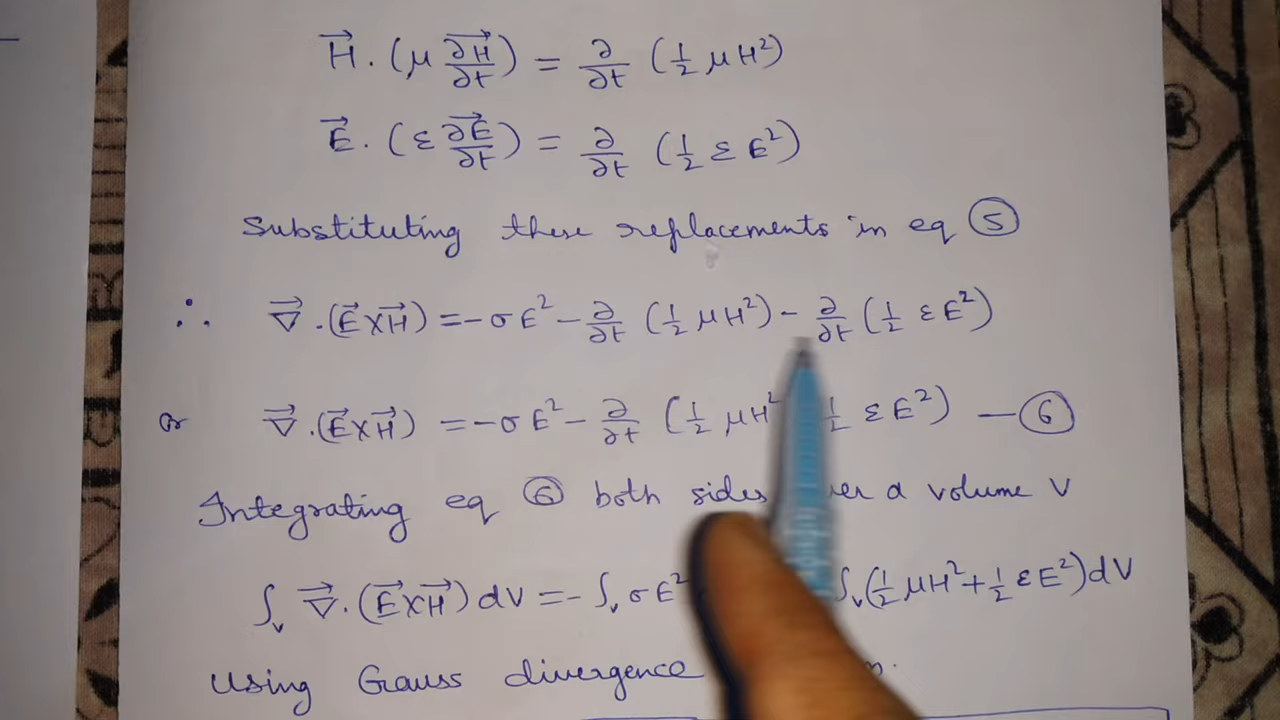 H⃗. (μ ∂H⃗/∂t) = ∂/∂t (½ μH²)
E⃗. (ε ∂E⃗/∂t) = ∂/∂t (½ ε E²)
Substituting these replacements in eq ⑤
∴ ∇⃗ .(E⃗×H⃗) = -σE² - ∂/∂t (½ μH²) - ∂/∂t (½ εE²)
or ∇⃗ .(E⃗×H⃗) = -σE² - ∂/∂t (½ μH² ½ εE²) — ⑥
Integrating eq ⑥ both sides a volume V
∫ᵥ ∇⃗. (E⃗×H⃗) dV = - ∫ᵥ σE² ∫ᵥ(½ μH² + ½ εE²)dV
Using Gauss divergence